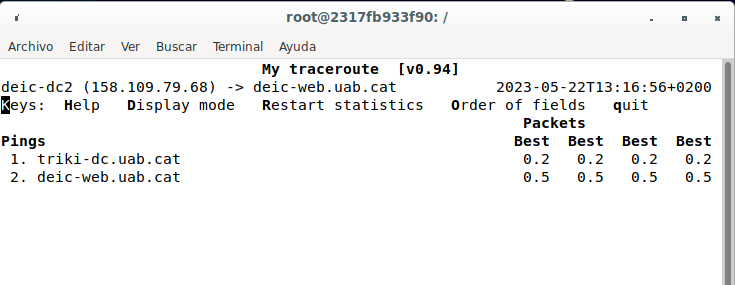 root@2317fb933f90: /
Archivo Editar Ver Buscar Terminal Ayuda
My traceroute [v0.94]
deic-dc2 (158.109.79.68) -> deic-web.uab.cat 2023-05-22T13:16:56+0200
Keys: Help Display mode Restart statistics Order of fields quit
Packets
Pings Best Best Best Best
1. triki-dc.uab.cat 0.2 0.2 0.2 0.2
2. deic-web.uab.cat 0.5 0.5 0.5 0.5